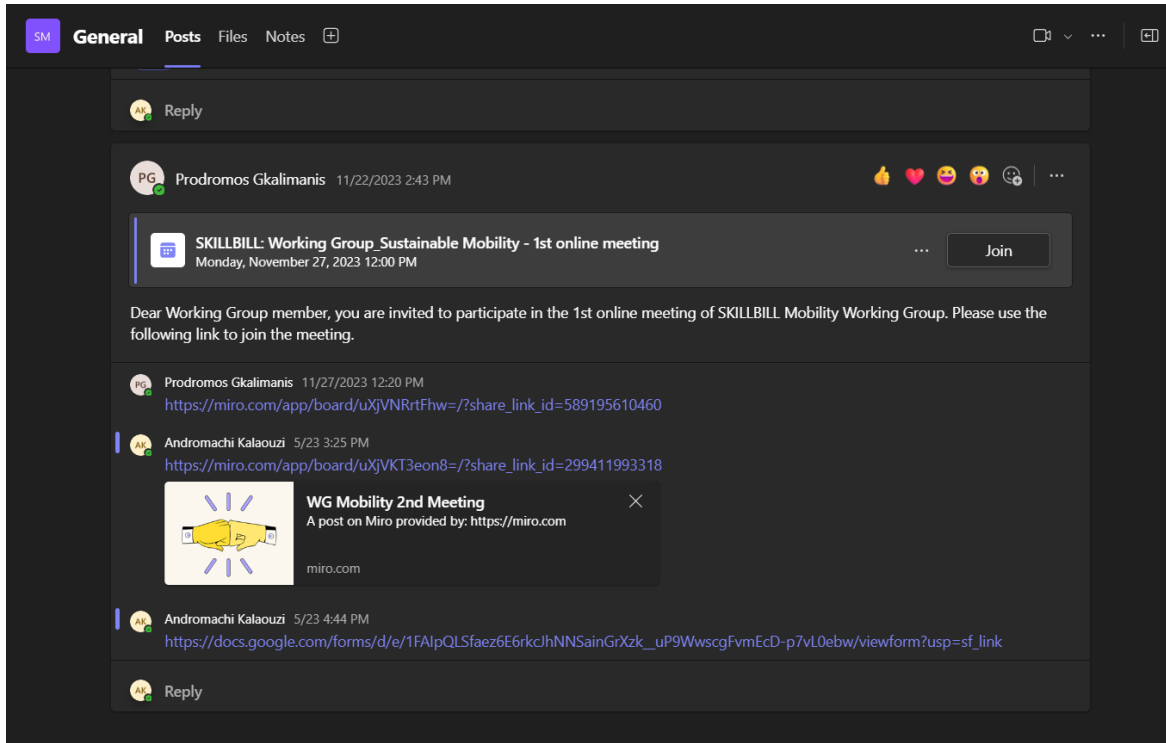 SM General Posts Files Notes
AK Reply
PG Prodromos Gkalimanis 11/22/2023 2:43 PM
SKILLBILL: Working Group_Sustainable Mobility - 1st online meeting
Monday, November 27, 2023 12:00 PM
Join
Dear Working Group member, you are invited to participate in the 1st online meeting of SKILLBILL Mobility Working Group. Please use the
following link to join the meeting.
PG Prodromos Gkalimanis 11/27/2023 12:20 PM
https://miro.com/app/board/uXjVNRrtFhw=/?share_link_id=589195610460
AK Andromachi Kalaouzi 5/23 3:25 PM
https://miro.com/app/board/uXjVKT3eon8=/?share_link_id=299411993318
WG Mobility 2nd Meeting
A post on Miro provided by: https://miro.com
miro.com
AK Andromachi Kalaouzi 5/23 4:44 PM
https://docs.google.com/forms/d/e/1FAIpQLSfaez6E6rkcJhNNSainGrXzk__uP9WwscgFvmEcD-p7vL0ebw/viewform?usp=sf_link
AK Reply